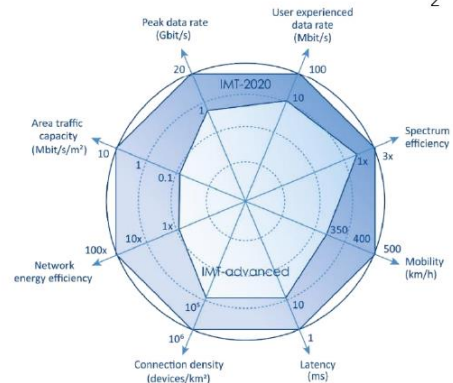 2
Peak data rate
(Gbit/s)
User experienced
data rate
(Mbit/s)
20
100
IMT-2020
1
10
Area traffic
capacity
(Mbit/s/m²)
Spectrum
efficiency
10
1
0.1
1x
3x
1x
10x
100x
350
400
500
Network
energy efficiency
Mobility
(km/h)
IMT-advanced
10⁵
10
10⁶
1
Connection density
(devices/km²)
Latency
(ms)